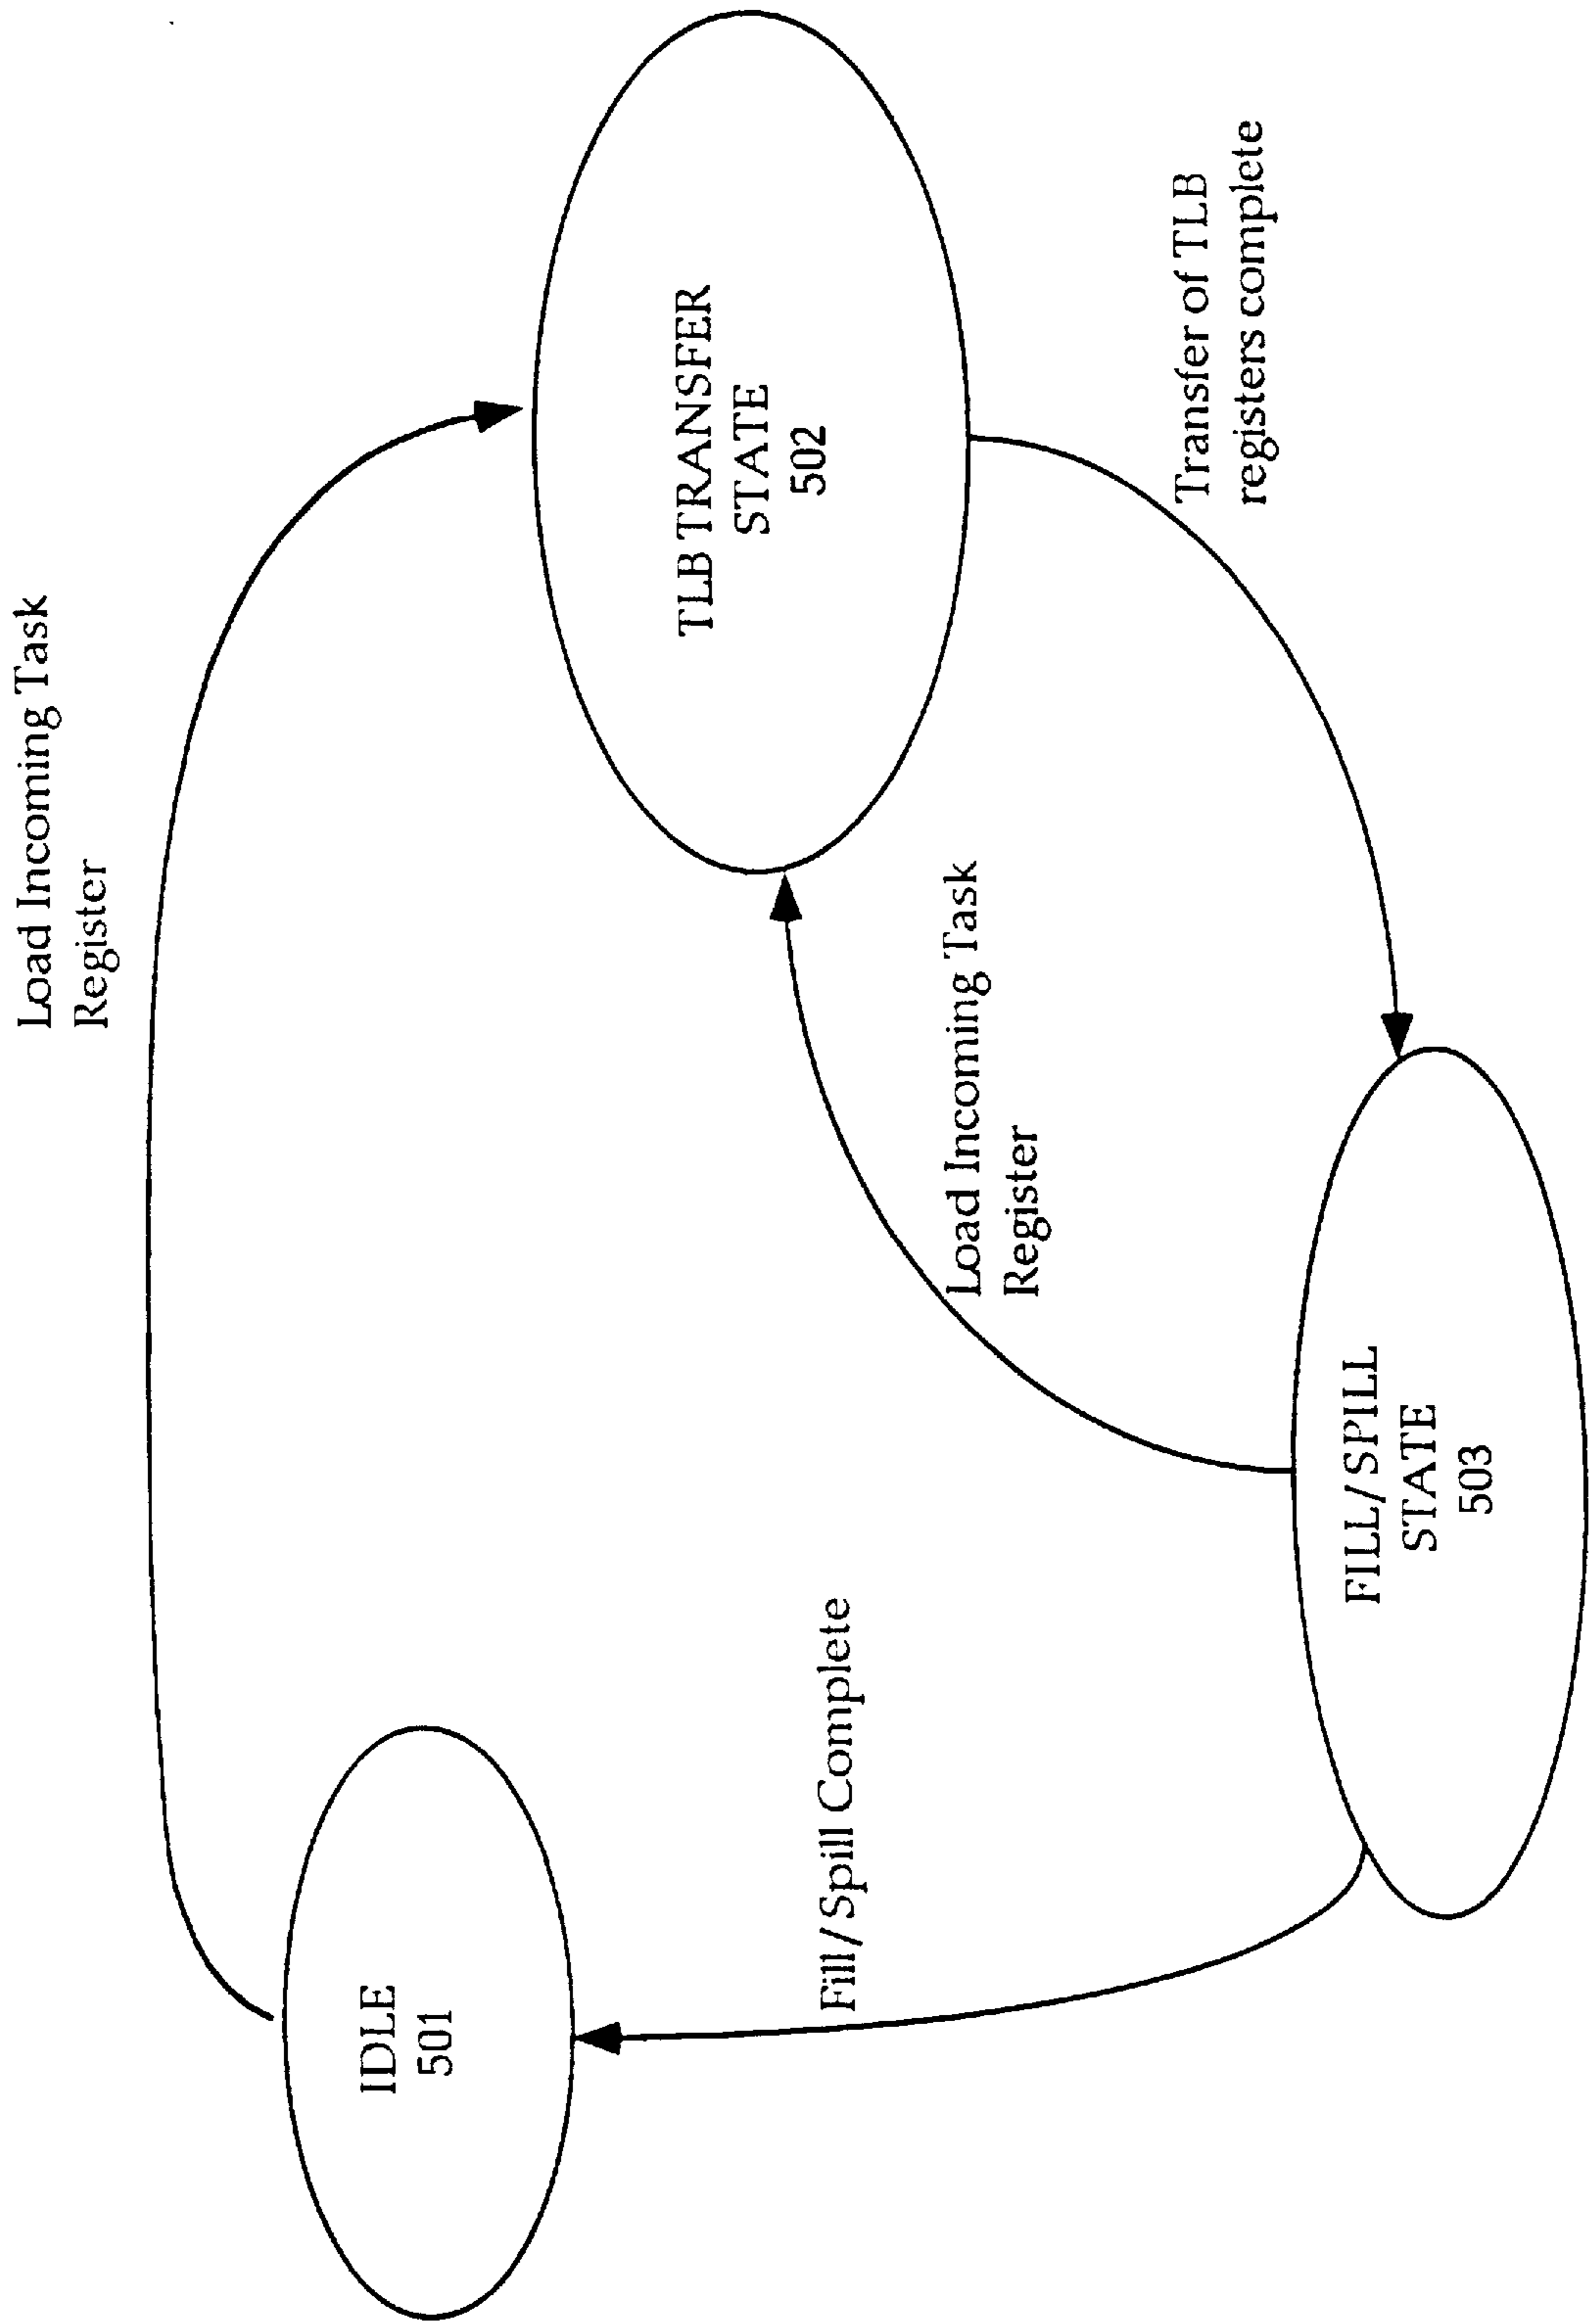 Load Incoming Task
Register
IDLE
501
TLB TRANSFER
STATE
502
Fill/Spill Complete
Load Incoming Task
Register
Transfer of TLB
registers complete
FILL/SPILL
STATE
503